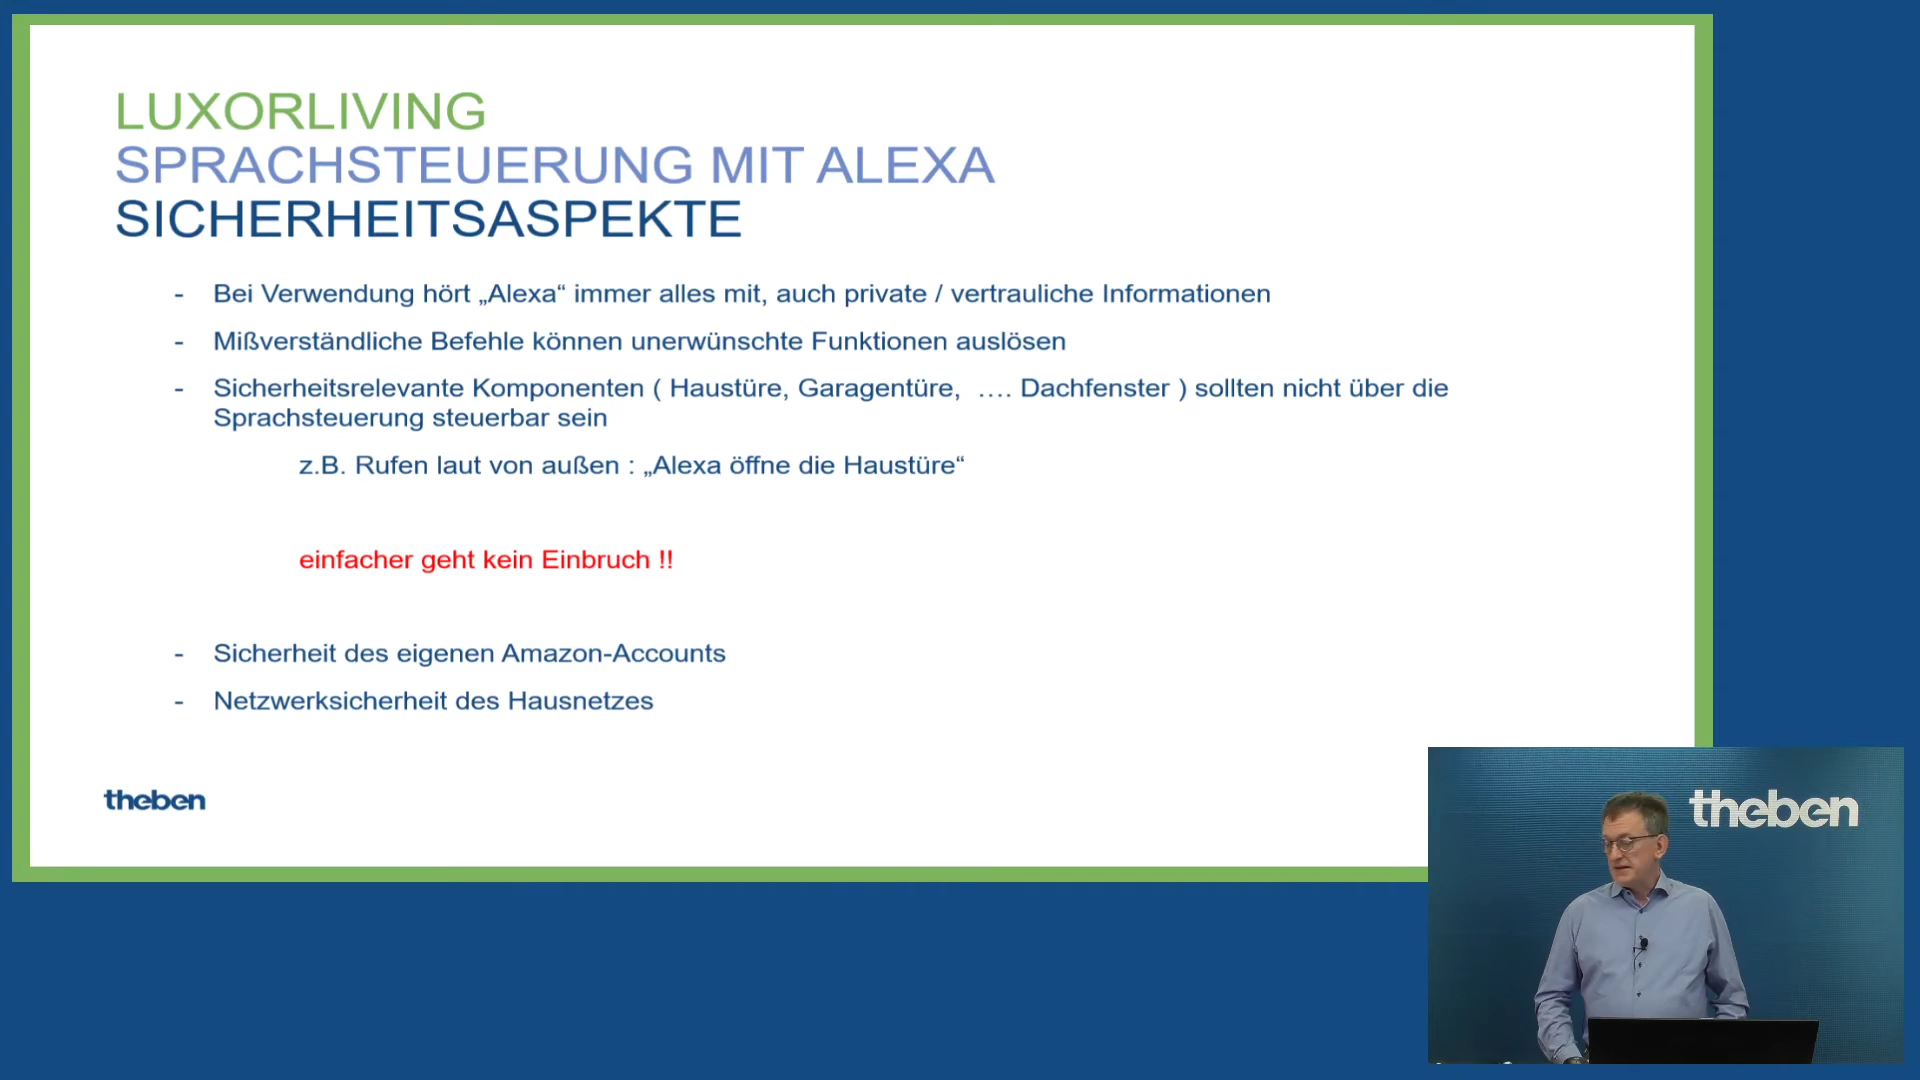 LUXORLIVING
SPRACHSTEUERUNG MIT ALEXA
SICHERHEITSASPEKTE
- Bei Verwendung hört „Alexa“ immer alles mit, auch private / vertrauliche Informationen
- Mißverständliche Befehle können unerwünschte Funktionen auslösen
- Sicherheitsrelevante Komponenten ( Haustüre, Garagentüre, …. Dachfenster ) sollten nicht über die
Sprachsteuerung steuerbar sein
z.B. Rufen laut von außen : „Alexa öffne die Haustüre“
einfacher geht kein Einbruch !!
- Sicherheit des eigenen Amazon-Accounts
- Netzwerksicherheit des Hausnetzes
theben
theben